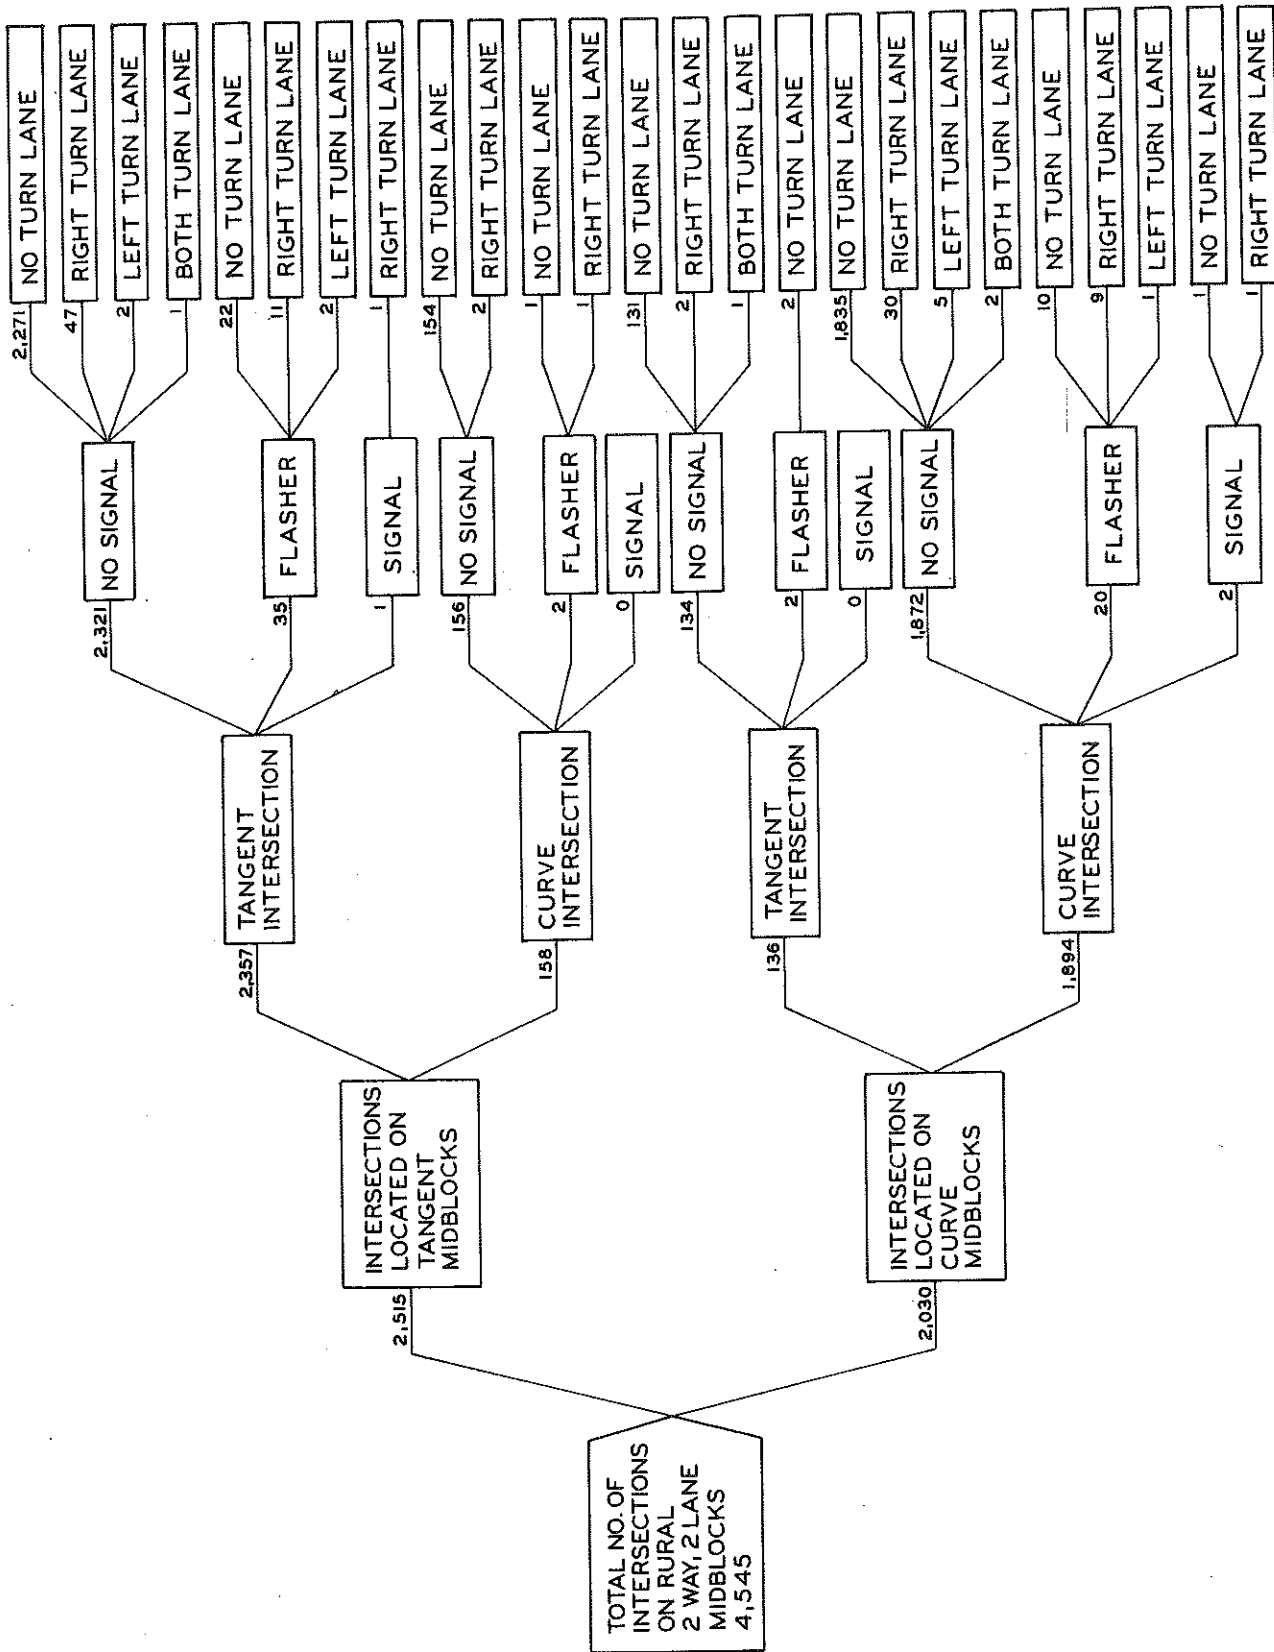 TOTAL NO. OF
INTERSECTIONS
ON RURAL
2 WAY, 2 LANE
MIDBLOCKS
4,545
2,515
INTERSECTIONS
LOCATED ON
TANGENT
MIDBLOCKS
2,030
INTERSECTIONS
LOCATED ON
CURVE
MIDBLOCKS
2,357
TANGENT
INTERSECTION
158
CURVE
INTERSECTION
136
TANGENT
INTERSECTION
1,894
CURVE
INTERSECTION
2,321
NO SIGNAL
35
FLASHER
1
SIGNAL
156
NO SIGNAL
2
FLASHER
0
SIGNAL
134
NO SIGNAL
2
FLASHER
0
SIGNAL
1,872
NO SIGNAL
20
FLASHER
2
SIGNAL
2,271
NO TURN LANE
47
RIGHT TURN LANE
2
LEFT TURN LANE
1
BOTH TURN LANE
22
NO TURN LANE
11
RIGHT TURN LANE
2
LEFT TURN LANE
1
RIGHT TURN LANE
154
NO TURN LANE
2
RIGHT TURN LANE
1
NO TURN LANE
1
RIGHT TURN LANE
131
NO TURN LANE
2
RIGHT TURN LANE
1
BOTH TURN LANE
2
NO TURN LANE
1,835
NO TURN LANE
30
RIGHT TURN LANE
5
LEFT TURN LANE
2
BOTH TURN LANE
10
NO TURN LANE
9
RIGHT TURN LANE
1
LEFT TURN LANE
1
NO TURN LANE
1
RIGHT TURN LANE